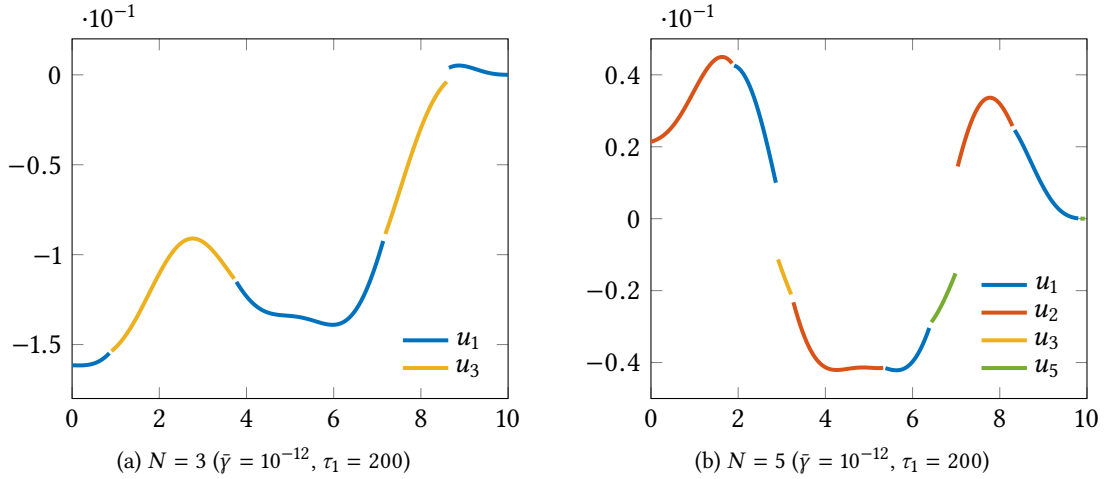 ·10⁻¹
0
−0.5
−1
−1.5
0 2 4 6 8 10
u₁
u₃
(a) N = 3 (γ̄ = 10⁻¹², τ₁ = 200)
·10⁻¹
0.4
0.2
0
−0.2
−0.4
0 2 4 6 8 10
u₁
u₂
u₃
u₅
(b) N = 5 (γ̄ = 10⁻¹², τ₁ = 200)